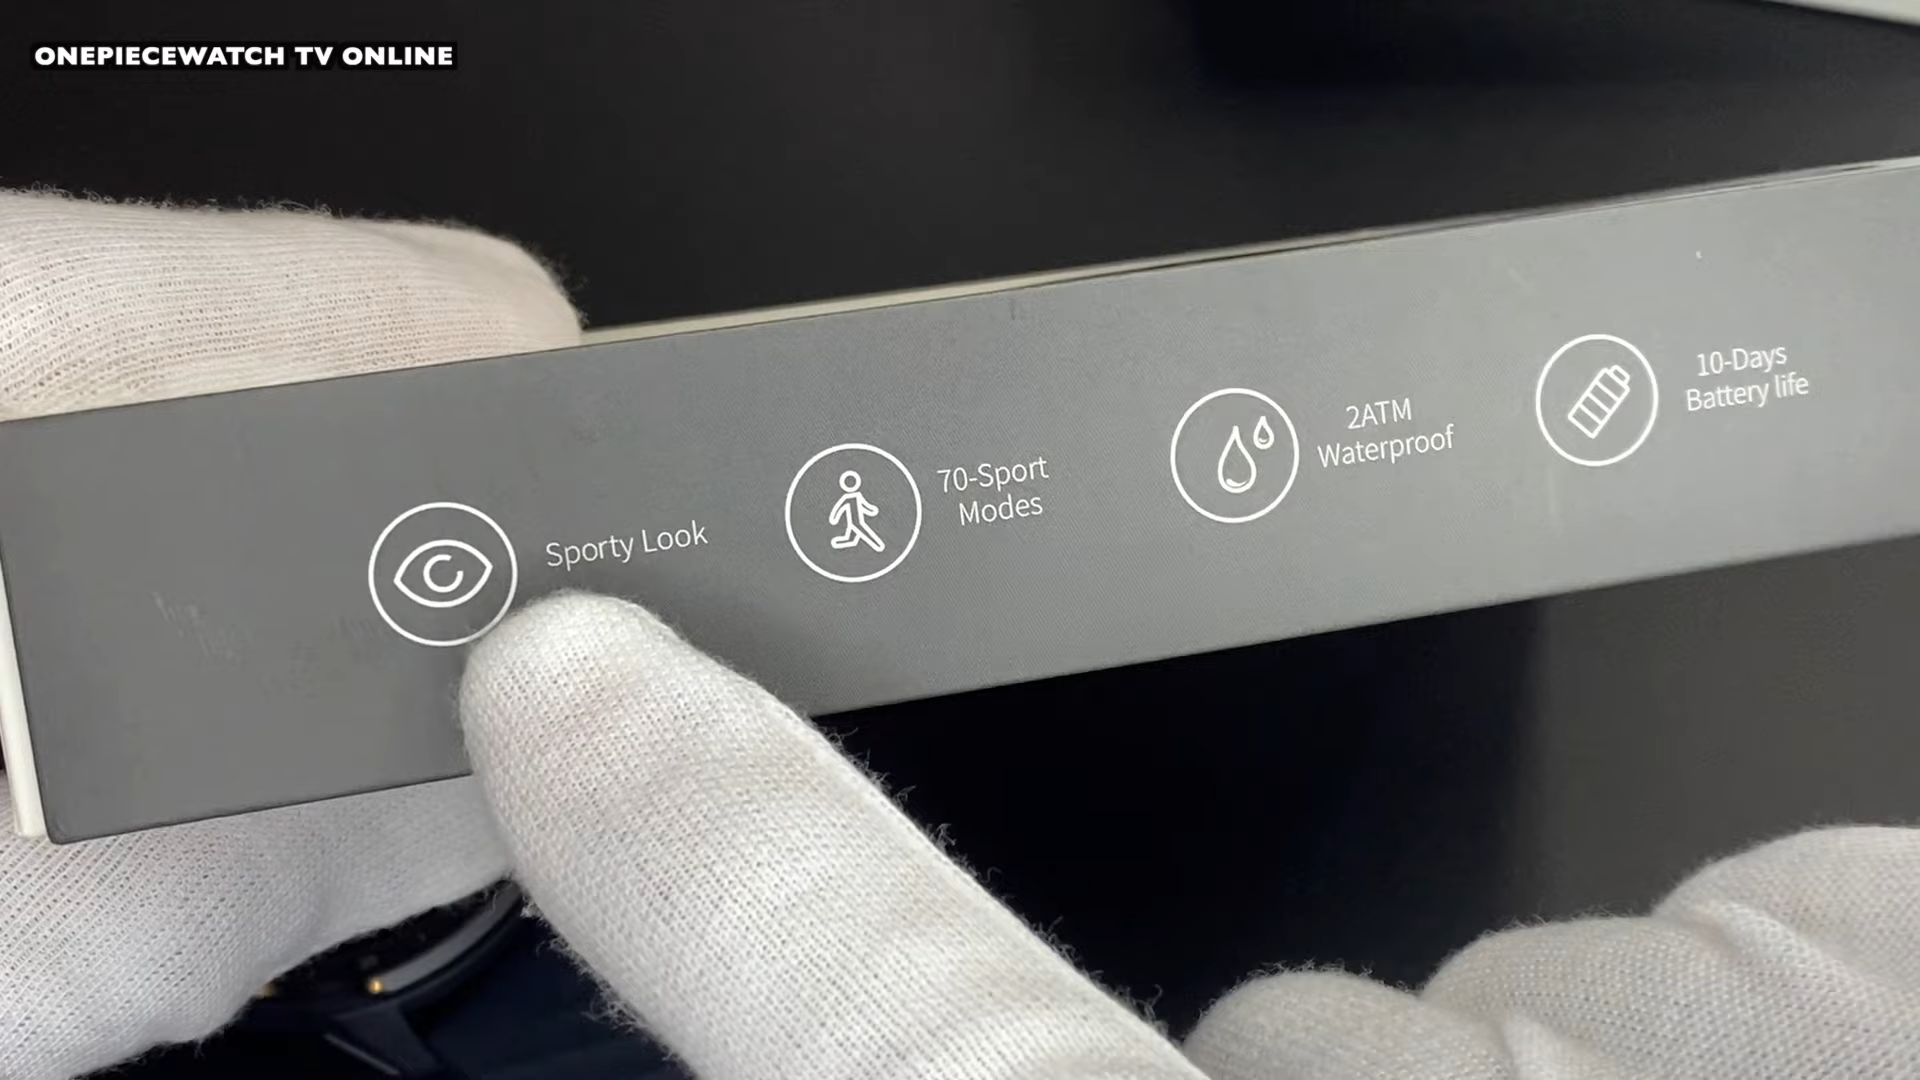 ONEPIECEWATCH TV ONLINE
Sporty Look
70-Sport
Modes
2ATM
Waterproof
10-Days
Battery life